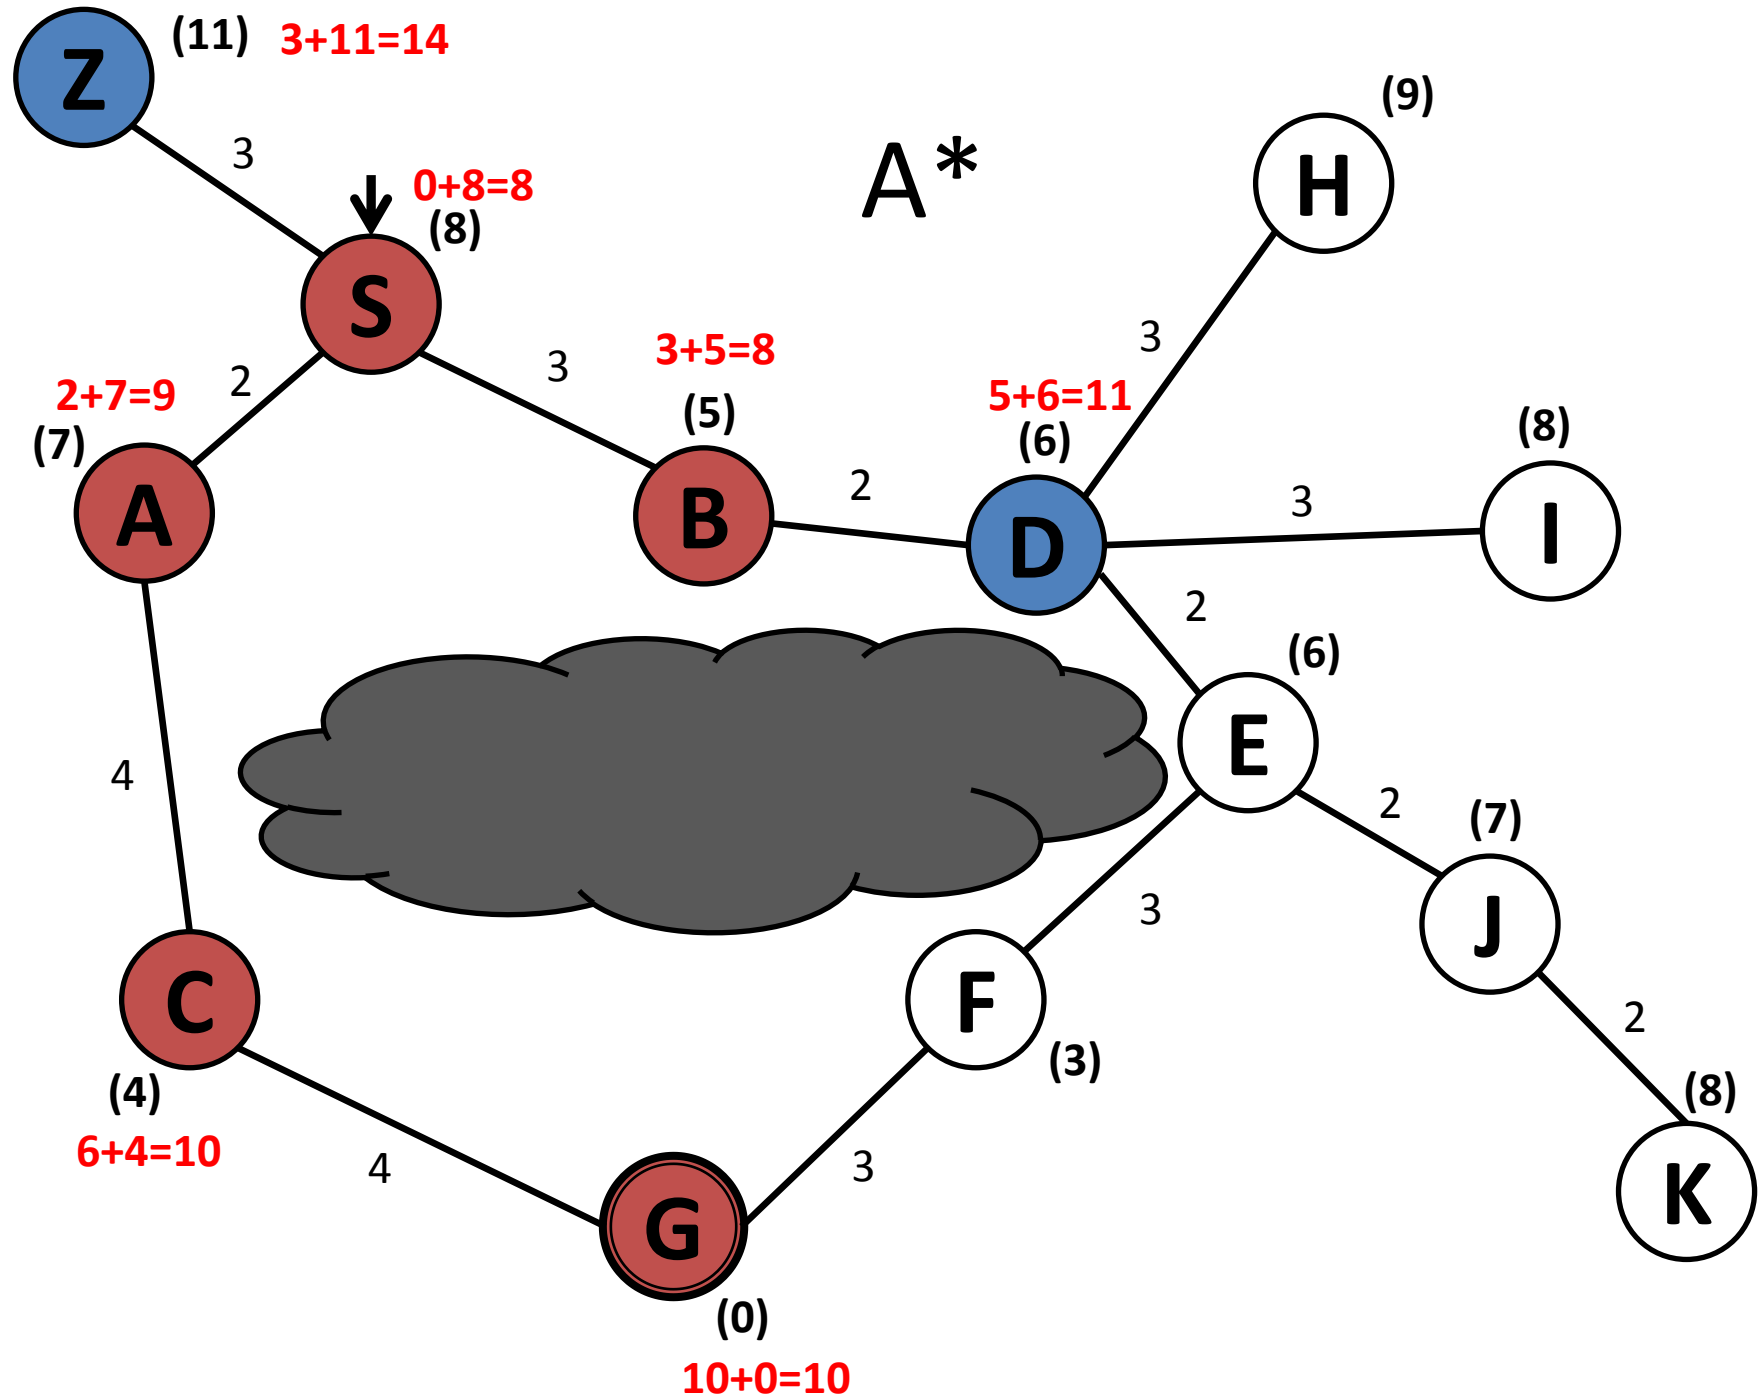 (11) 3+11=14
Z
(9)
A*
H
3
0+8=8
(8)
S
3
3+5=8
3
2
2+7=9
5+6=11
(5)
(6)
(8)
(7)
2
3
A
B
D
I
2
(6)
E
4
2
(7)
3
J
C
F
2
(3)
(4)
(8)
6+4=10
4
3
K
G
(0)
10+0=10